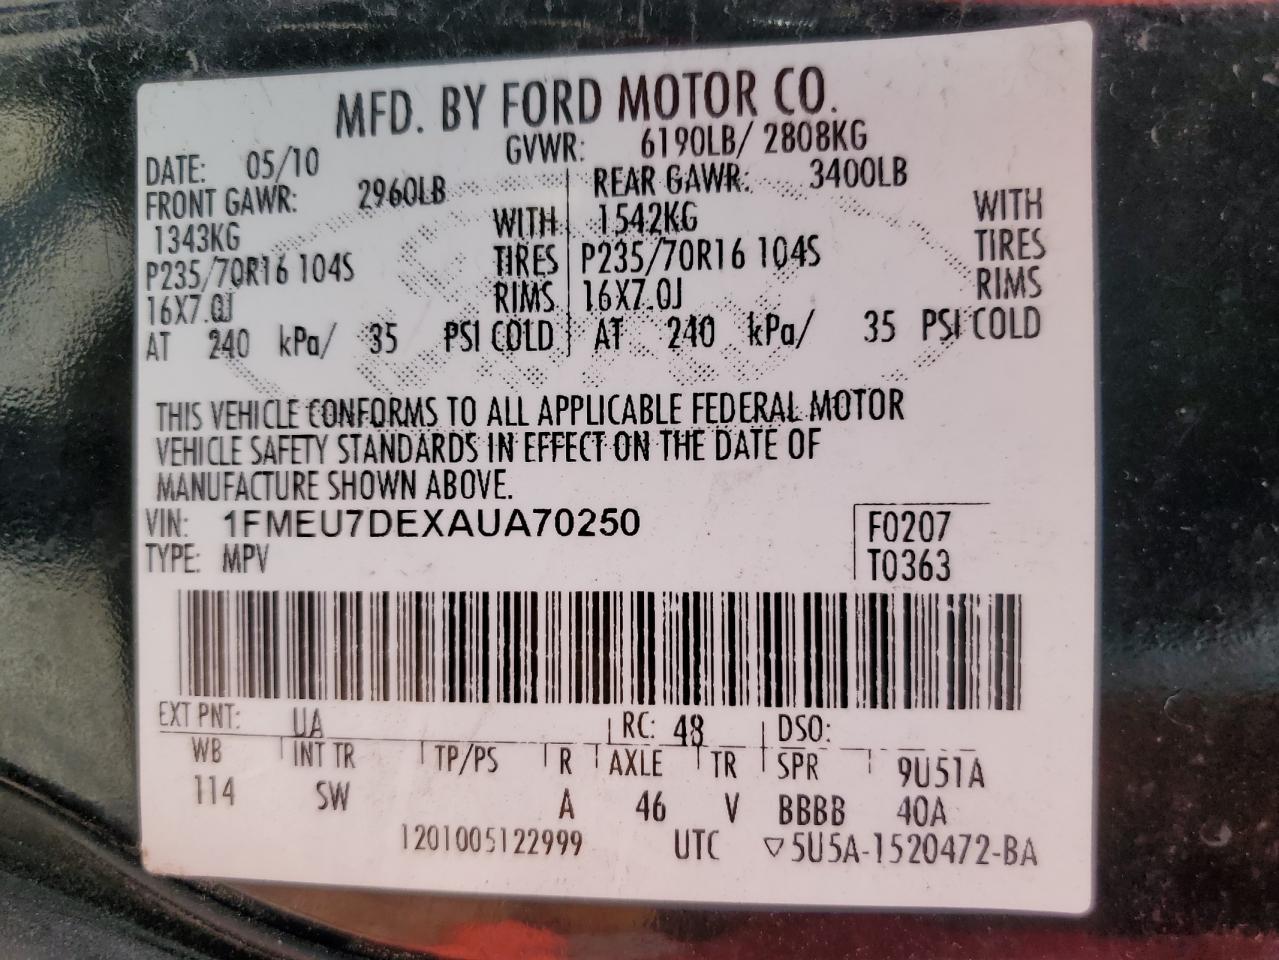 MFD. BY FORD MOTOR CO.
DATE: 05/10 GVWR: 6190LB/ 2808KG
FRONT GAWR: 2960LB REAR GAWR: 3400LB
1343KG WITH 1542KG WITH
P235/70R16 104S TIRES P235/70R16 104S TIRES
16X7.0J RIMS 16X7.0J RIMS
AT 240 kPa/ 35 PSI COLD AT 240 kPa/ 35 PSI COLD
THIS VEHICLE CONFORMS TO ALL APPLICABLE FEDERAL MOTOR
VEHICLE SAFETY STANDARDS IN EFFECT ON THE DATE OF
MANUFACTURE SHOWN ABOVE.
VIN: 1FMEU7DEXAUA70250 F0207
TYPE: MPV T0363
EXT PNT: UA RC: 48 DSO:
WB INT TR TP/PS R AXLE TR SPR 9U51A
114 SW A 46 V BBBB 40A
1201005122999 UTC ▽5U5A-1520472-BA